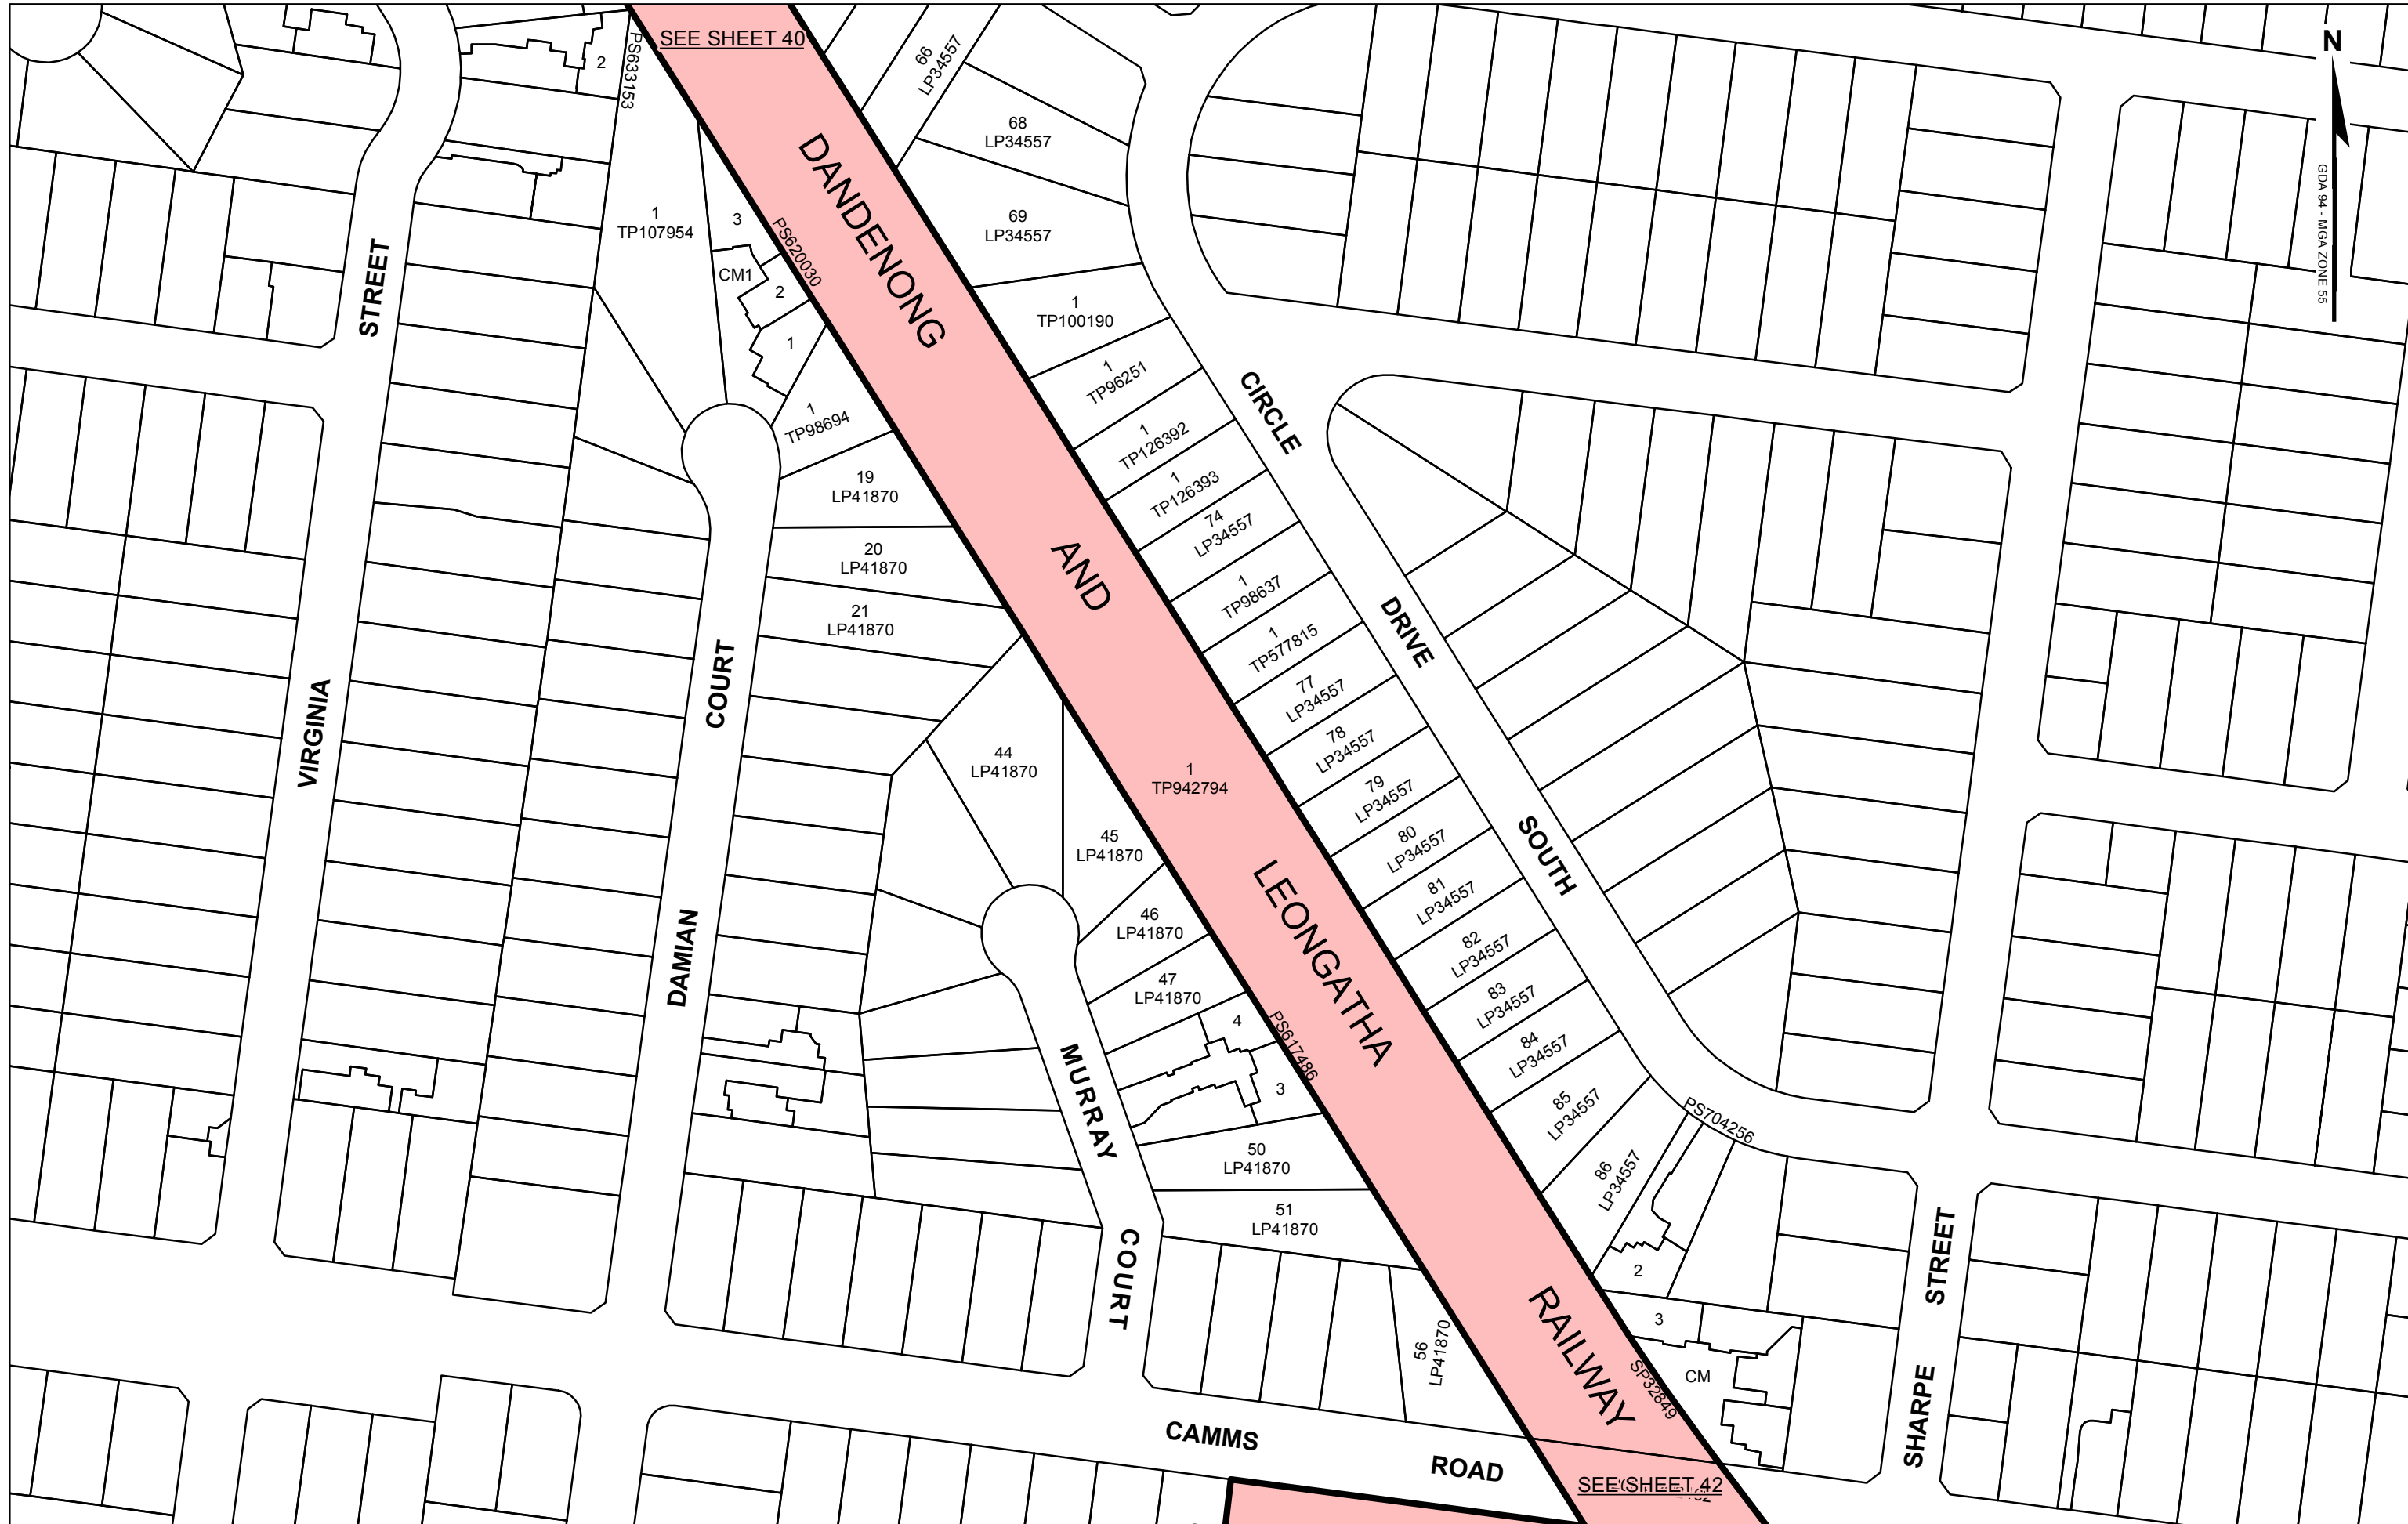 SEE SHEET 40
N
GDA 94 - MGA ZONE 55
2
PS633153
66
LP34557
68
LP34557
69
LP34557
1
TP107954
3
CM1
2
1
PS620030
DANDENONG
AND
LEONGATHA
RAILWAY
1
TP100190
1
TP96251
1
TP126392
1
TP126393
74
LP34557
1
TP98637
1
TP577815
77
LP34557
78
LP34557
79
LP34557
80
LP34557
81
LP34557
82
LP34557
83
LP34557
84
LP34557
85
LP34557
86
LP34557
PS704256
CIRCLE
DRIVE
SOUTH
STREET
VIRGINIA
COURT
DAMIAN
1
TP98694
19
LP41870
20
LP41870
21
LP41870
44
LP41870
45
LP41870
1
TP942794
46
LP41870
47
LP41870
4
3
PS617486
50
LP41870
51
LP41870
56
LP41870
MURRAY
COURT
2
3
CM
SP32849
STREET
SHARPE
CAMMS
ROAD
SEE SHEET 42